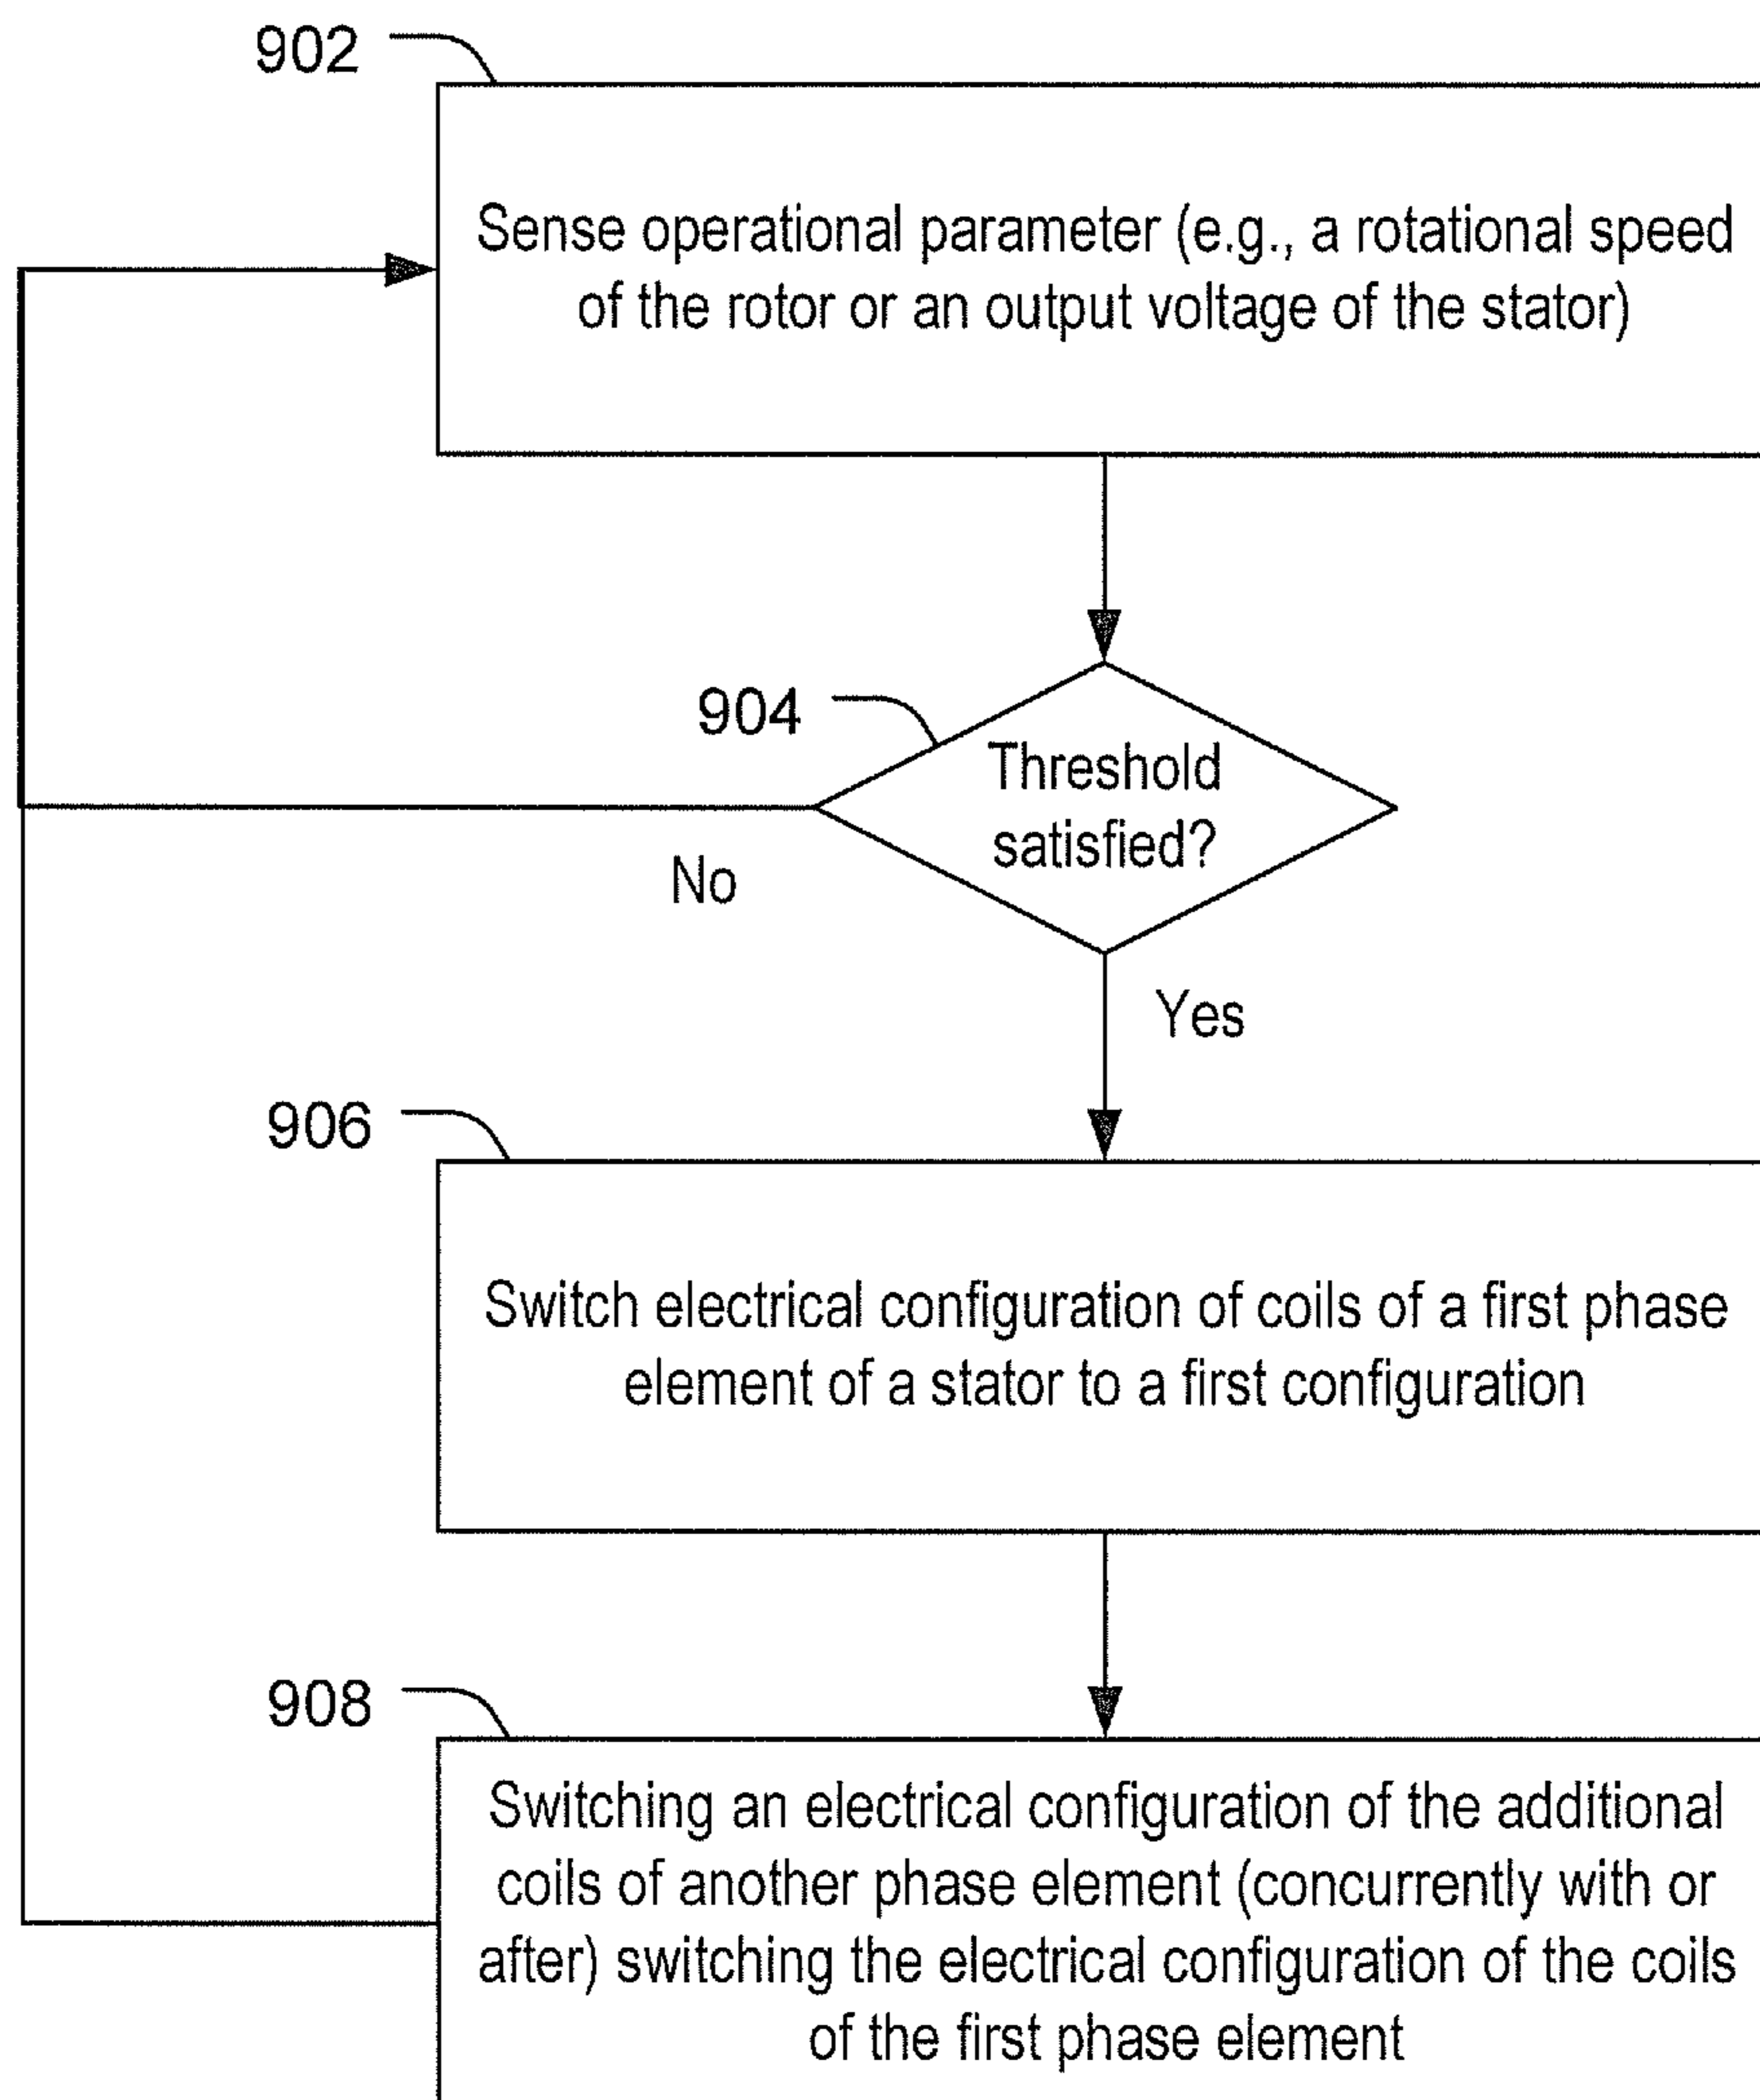 902
Sense operational parameter (e.g., a rotational speed
of the rotor or an output voltage of the stator)
904
Threshold
satisfied?
No
Yes
906
Switch electrical configuration of coils of a first phase
element of a stator to a first configuration
908
Switching an electrical configuration of the additional
coils of another phase element (concurrently with or
after) switching the electrical configuration of the coils
of the first phase element